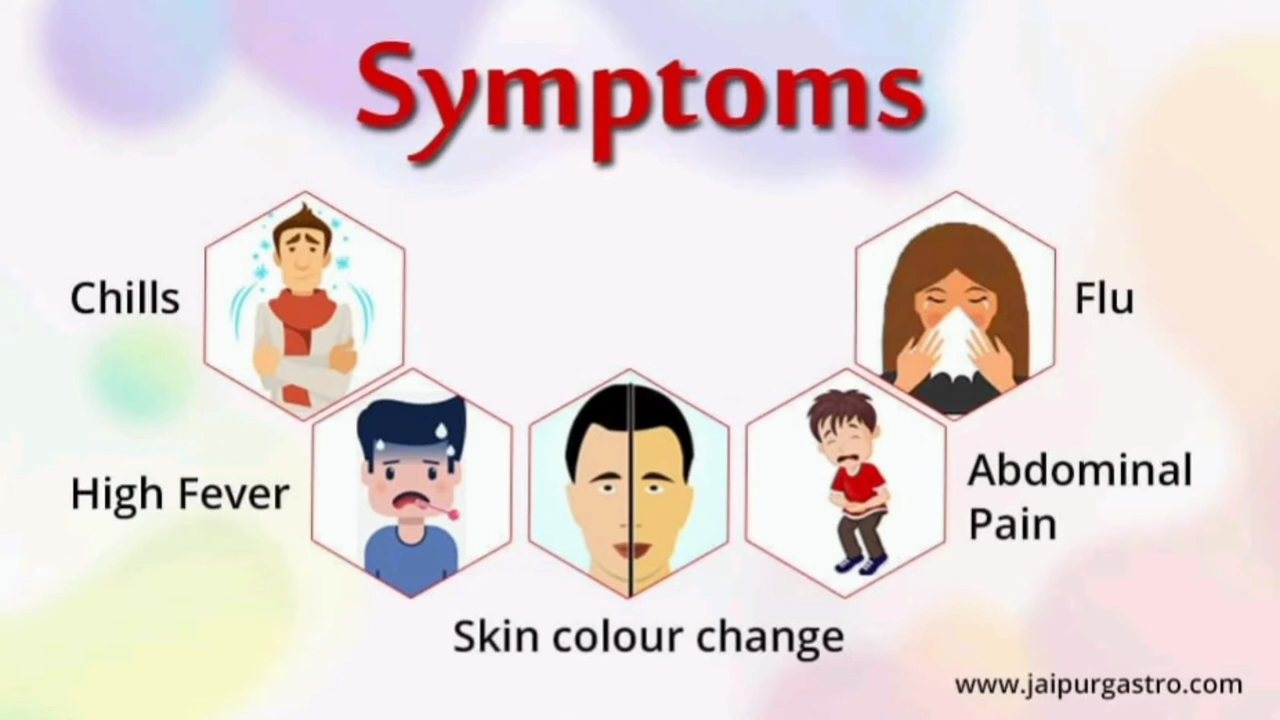 Symptoms
Chills
Flu
High Fever
Abdominal
Pain
Skin colour change
www.jaipurgastro.com